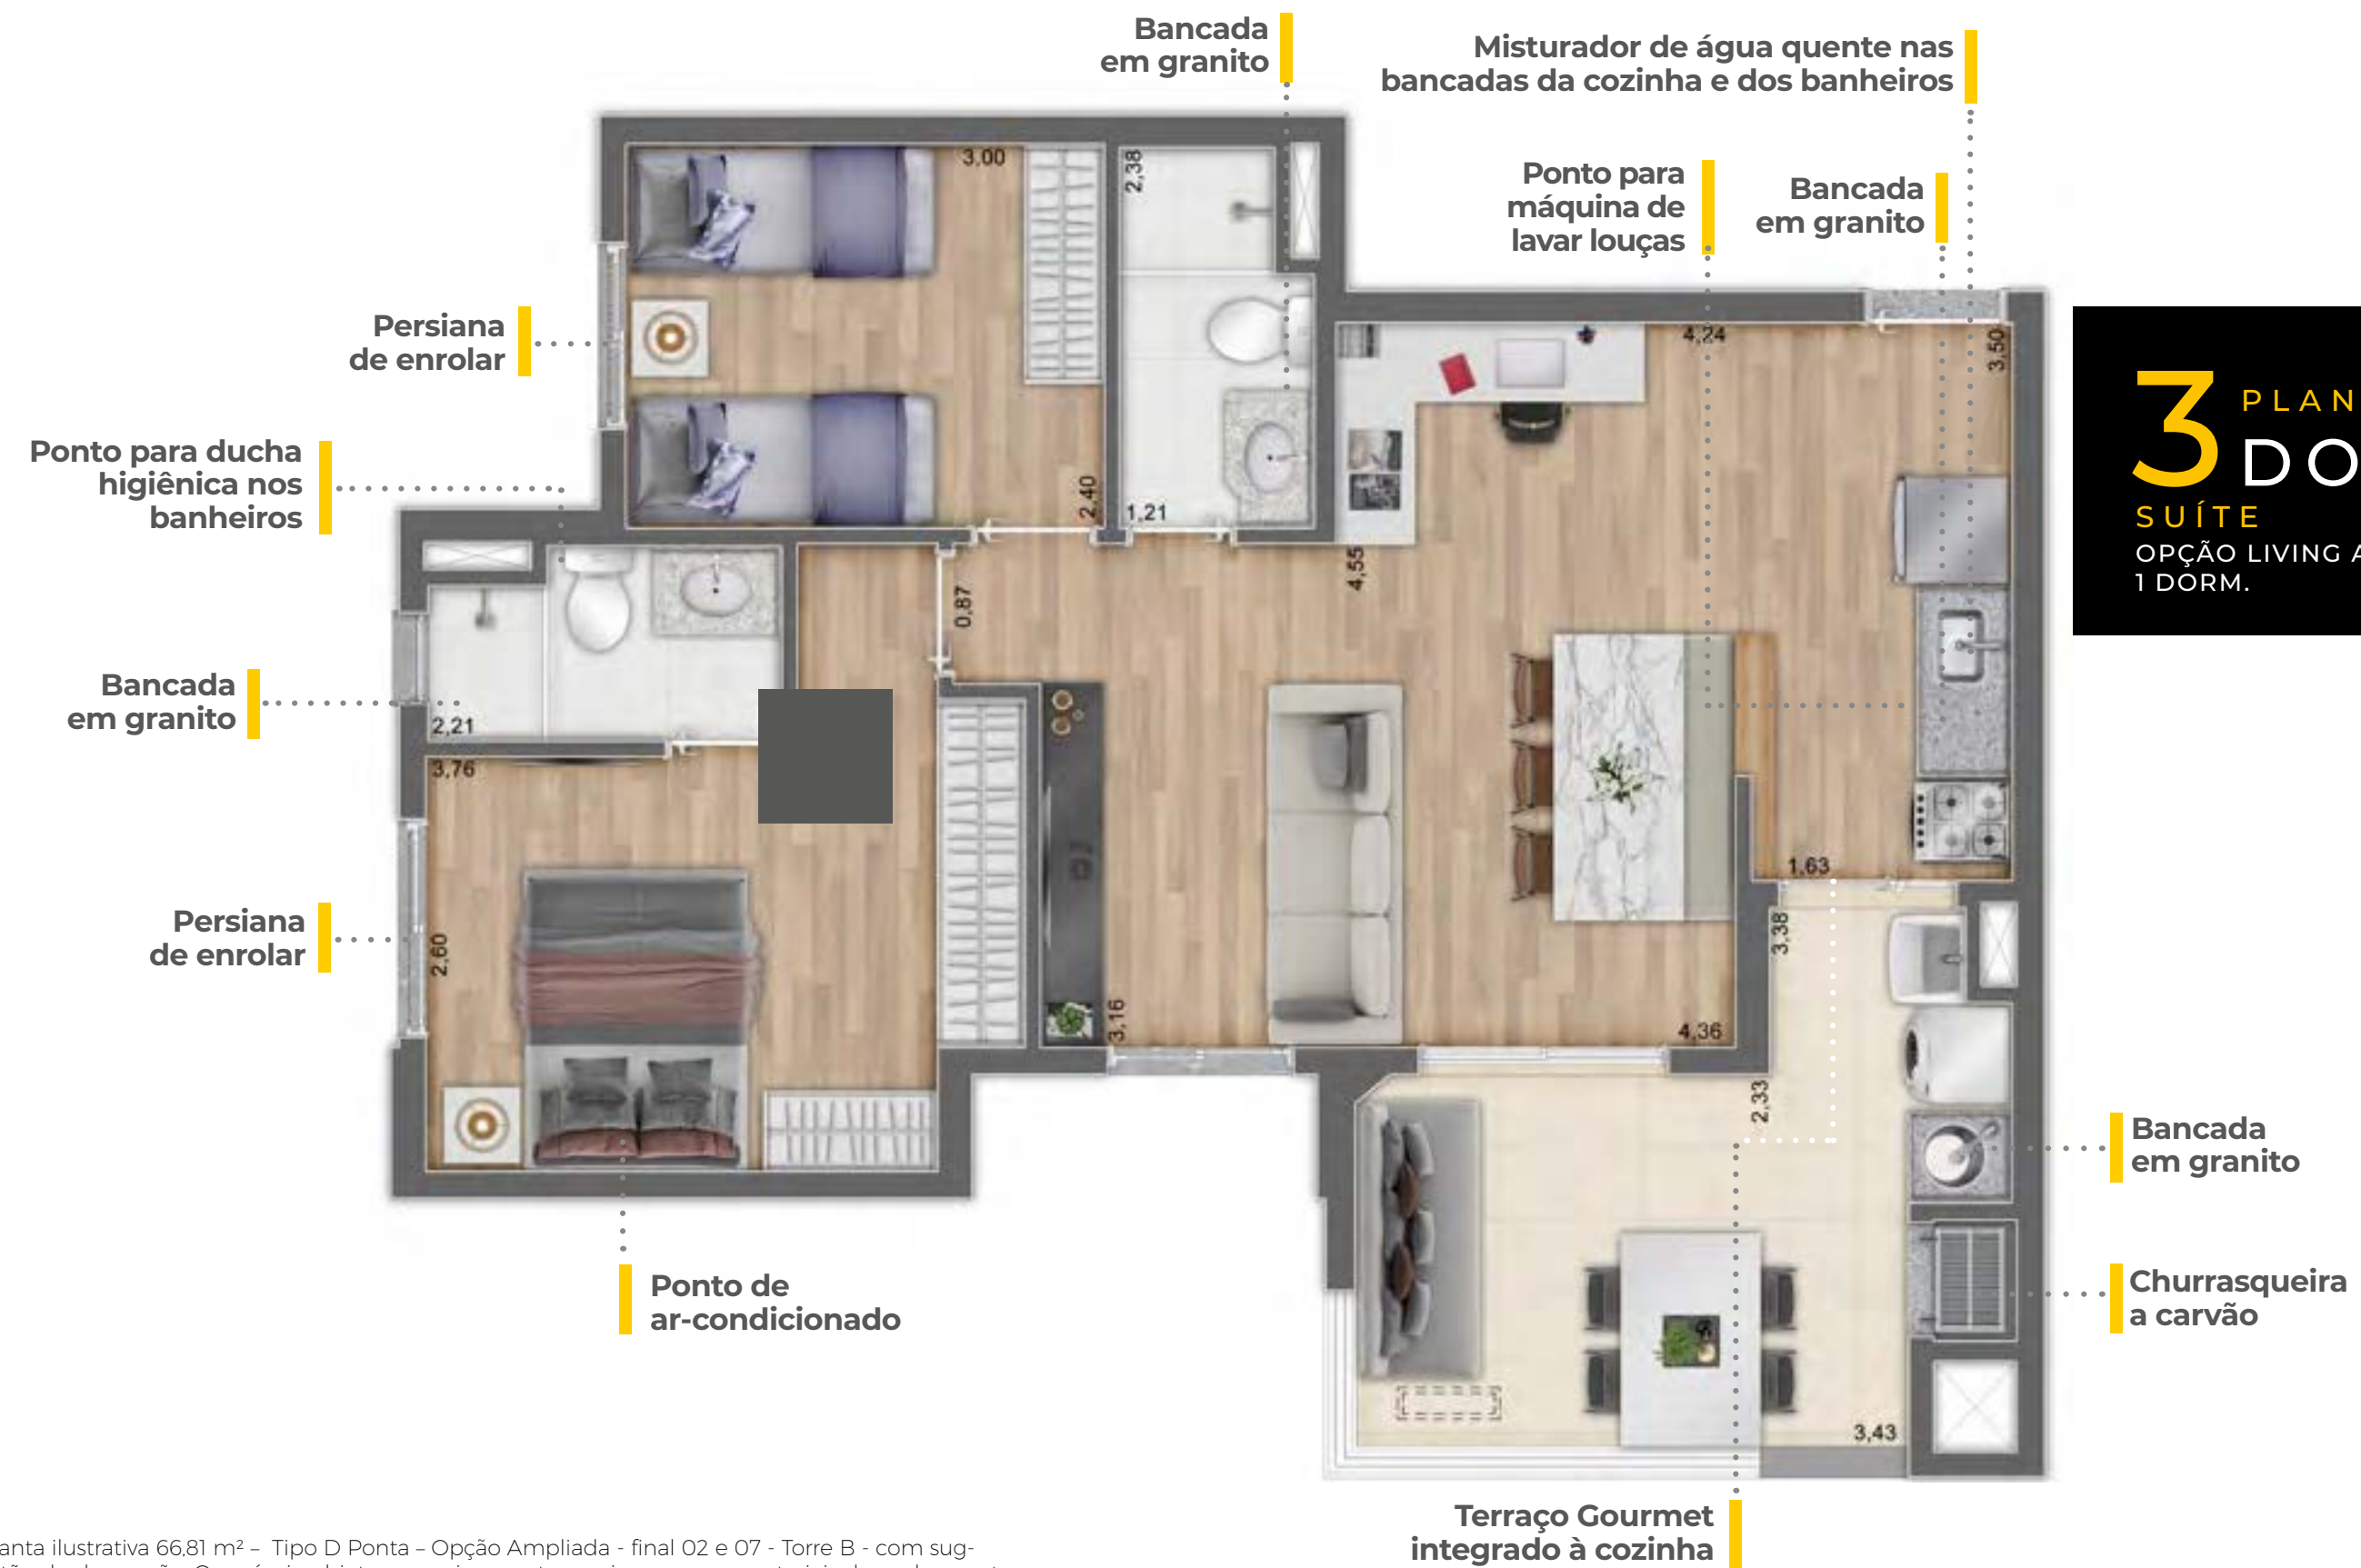 Bancada
em granito
Misturador de água quente nas
bancadas da cozinha e dos banheiros
Ponto para
máquina de
lavar louças
Bancada
em granito
Persiana
de enrolar
Ponto para ducha
higiênica nos
banheiros
Bancada
em granito
Persiana
de enrolar
3,00
2,38
4,24
3,50
2,40
1,21
4,55
0,87
2,21
3,76
2,60
3,16
4,36
1,63
3,38
2,33
3,43
3 PLAN
DO
SUÍTE
OPÇÃO LIVING A
1 DORM.
Bancada
em granito
Churrasqueira
a carvão
Ponto de
ar-condicionado
Terraço Gourmet
integrado à cozinha
anta ilustrativa 66,81 m² – Tipo D Ponta – Opção Ampliada - final 02 e 07 - Torre B - com sug-